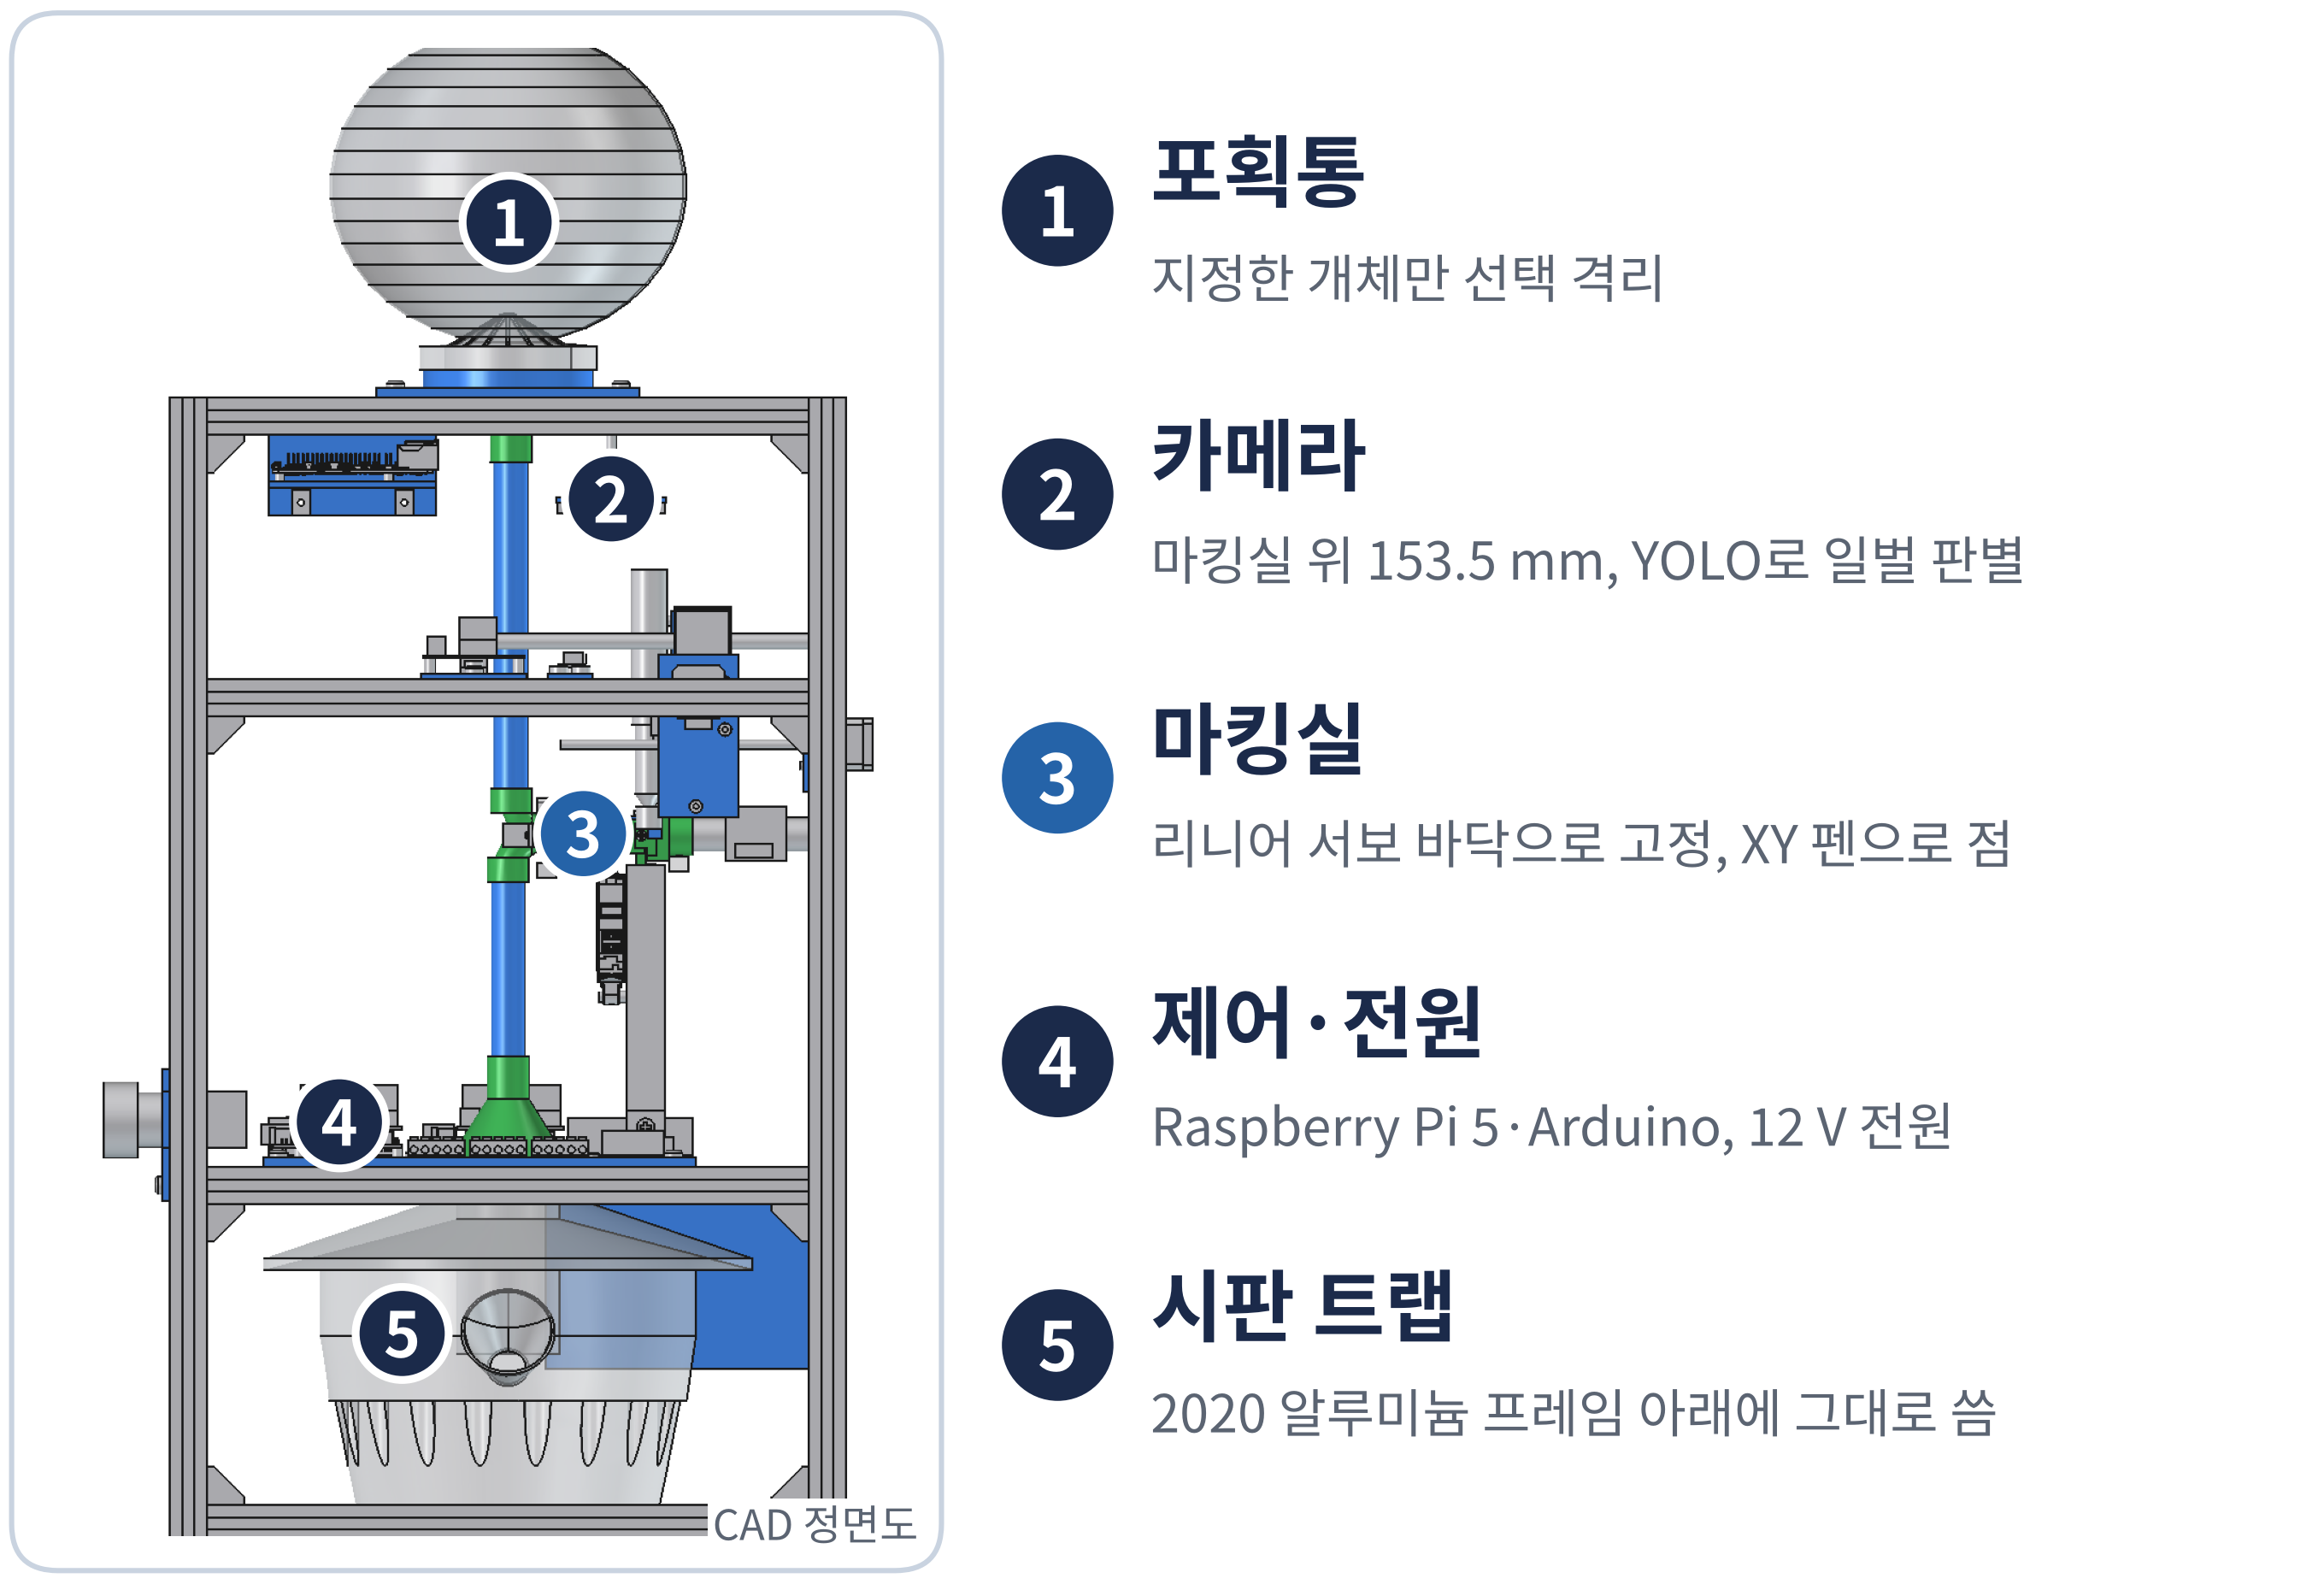 1
2
3
4
5
CAD 정면도
1 포획통
지정한 개체만 선택 격리
2 카메라
마킹실 위 153.5 mm, YOLO로 일벌 판별
3 마킹실
리니어 서보 바닥으로 고정, XY 펜으로 점
4 제어·전원
Raspberry Pi 5·Arduino, 12 V 전원
5 시판 트랩
2020 알루미늄 프레임 아래에 그대로 씀